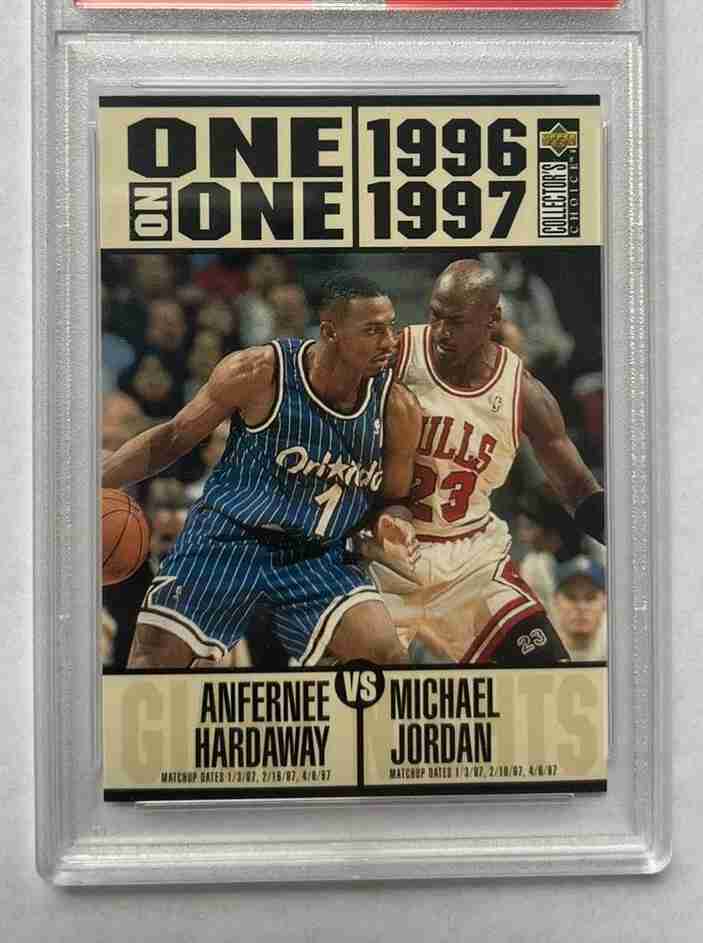 ONE
ON ONE
1996
1997
UPPER DECK
COLLECTOR'S
CHOICE
Orlando
1
BULLS
23
23
ANFERNEE
HARDAWAY
MATCHUP DATES 1/3/97, 2/16/97, 4/6/97
VS
MICHAEL
JORDAN
MATCHUP DATES 1/3/97, 2/16/97, 4/6/97